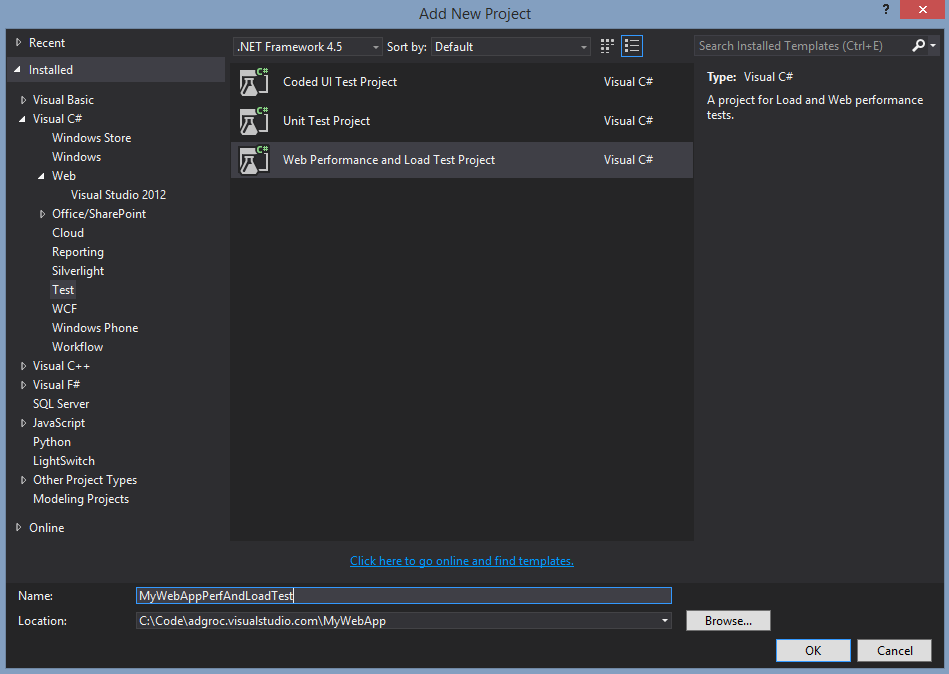 Add New Project
?
Recent
Installed
Visual Basic
Visual C#
Windows Store
Windows
Web
Visual Studio 2012
Office/SharePoint
Cloud
Reporting
Silverlight
Test
WCF
Windows Phone
Workflow
Visual C++
Visual F#
SQL Server
JavaScript
Python
LightSwitch
Other Project Types
Modeling Projects
Online
.NET Framework 4.5 Sort by: Default
C# Coded UI Test Project Visual C#
C# Unit Test Project Visual C#
C# Web Performance and Load Test Project Visual C#
Click here to go online and find templates.
Search Installed Templates (Ctrl+E)
Type: Visual C#
A project for Load and Web performance
tests.
Name: MyWebAppPerfAndLoadTest
Location: C:\Code\adgroc.visualstudio.com\MyWebApp Browse...
OK Cancel